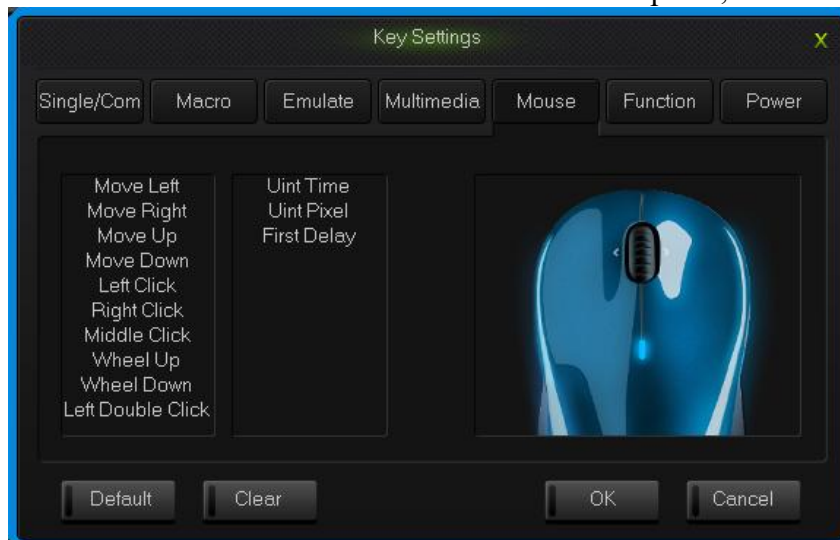 Key Settings
X
Single/Com Macro Emulate Multimedia Mouse Function Power
Move Left
Move Right
Move Up
Move Down
Left Click
Right Click
Middle Click
Wheel Up
Wheel Down
Left Double Click
Uint Time
Uint Pixel
First Delay
Default Clear OK Cancel